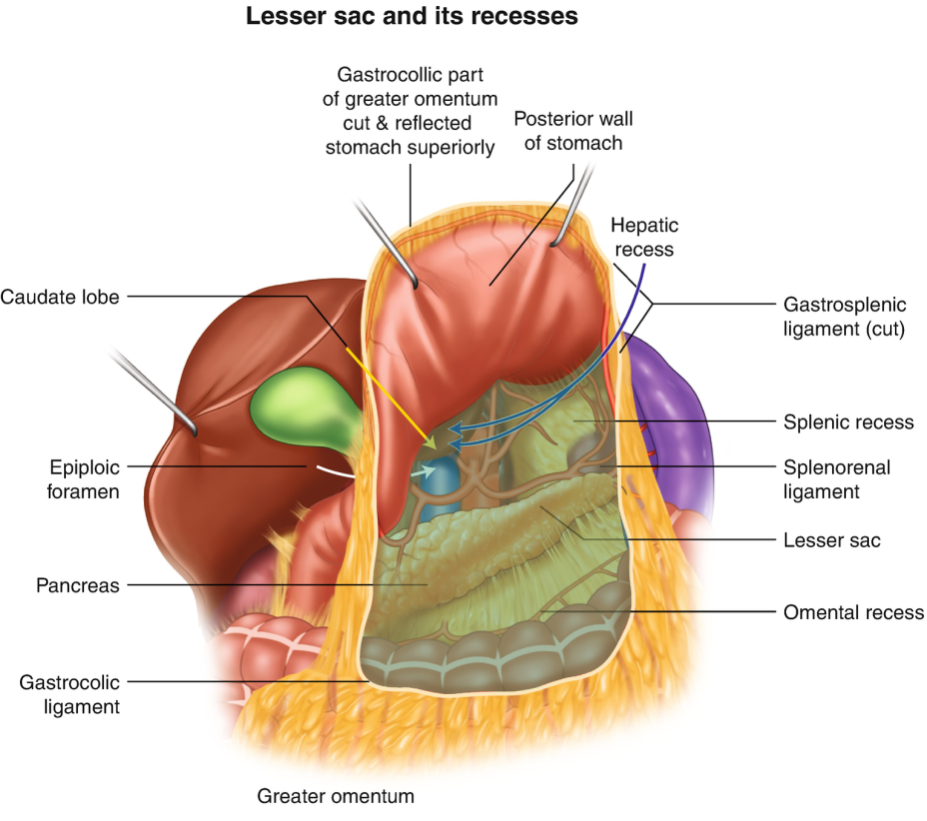 Lesser sac and its recesses
Gastrocollic part
of greater omentum
cut & reflected
stomach superiorly
Posterior wall
of stomach
Hepatic
recess
Caudate lobe
Gastrosplenic
ligament (cut)
Splenic recess
Epiploic
foramen
Splenorenal
ligament
Lesser sac
Pancreas
Omental recess
Gastrocolic
ligament
Greater omentum